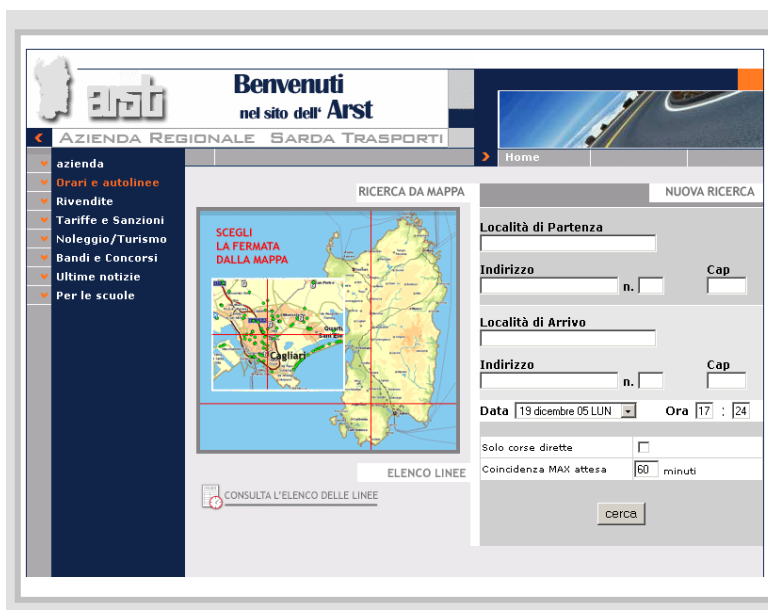 arst
Benvenuti
nel sito dell' Arst
AZIENDA REGIONALE SARDA TRASPORTI
Home
azienda
Orari e autolinee
Rivendite
Tariffe e Sanzioni
Noleggio/Turismo
Bandi e Concorsi
Ultime notizie
Per le scuole
RICERCA DA MAPPA
SCEGLI
LA FERMATA
DALLA MAPPA
Cagliari
ELENCO LINEE
CONSULTA L'ELENCO DELLE LINEE
NUOVA RICERCA
Località di Partenza
Indirizzo n. Cap
Località di Arrivo
Indirizzo n. Cap
Data 19 dicembre 05 LUN Ora 17 : 24
Solo corse dirette
Coincidenza MAX attesa 60 minuti
cerca